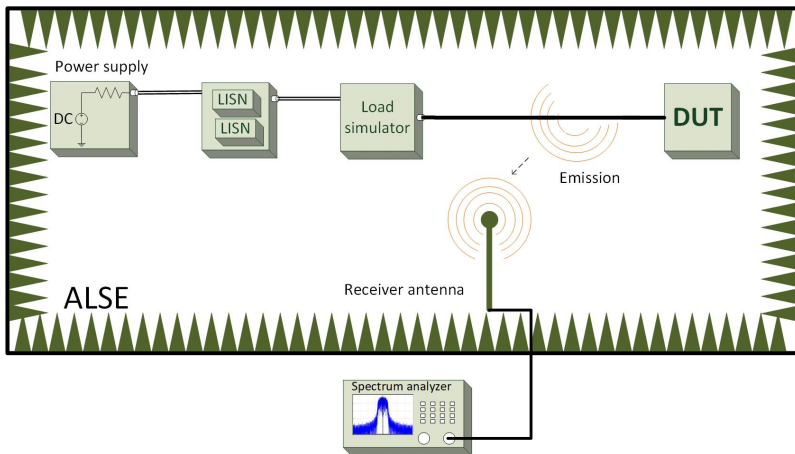 Power supply
DC
LISN
LISN
Load
simulator
DUT
Emission
Receiver antenna
ALSE
Spectrum analyzer